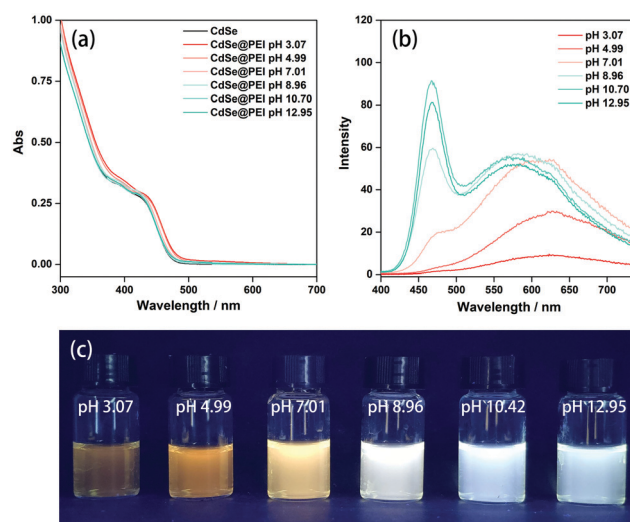 (a)
CdSe
CdSe@PEI pH 3.07
CdSe@PEI pH 4.99
CdSe@PEI pH 7.01
CdSe@PEI pH 8.96
CdSe@PEI pH 10.70
CdSe@PEI pH 12.95
1.00
0.75
0.50
0.25
0.00
Abs
300 400 500 600 700
Wavelength / nm
(b)
pH 3.07
pH 4.99
pH 7.01
pH 8.96
pH 10.70
pH 12.95
120
100
80
60
40
20
0
Intensity
400 450 500 550 600 650 700
Wavelength / nm
(c)
pH 3.07 pH 4.99 pH 7.01 pH 8.96 pH 10.42 pH 12.95